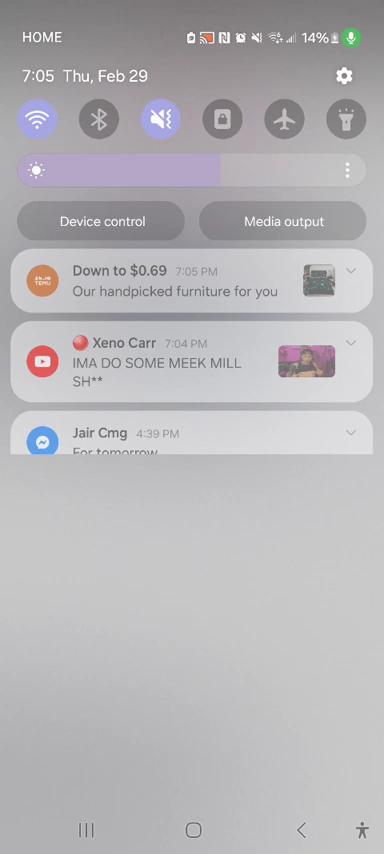 HOME
14%
7:05 Thu, Feb 29
Device control
Media output
Down to $0.69 7:05 PM
Our handpicked furniture for you
TEMU
Xeno Carr 7:04 PM
IMA DO SOME MEEK MILL
SH**
Jair Cmg 4:39 PM
For tomorrow